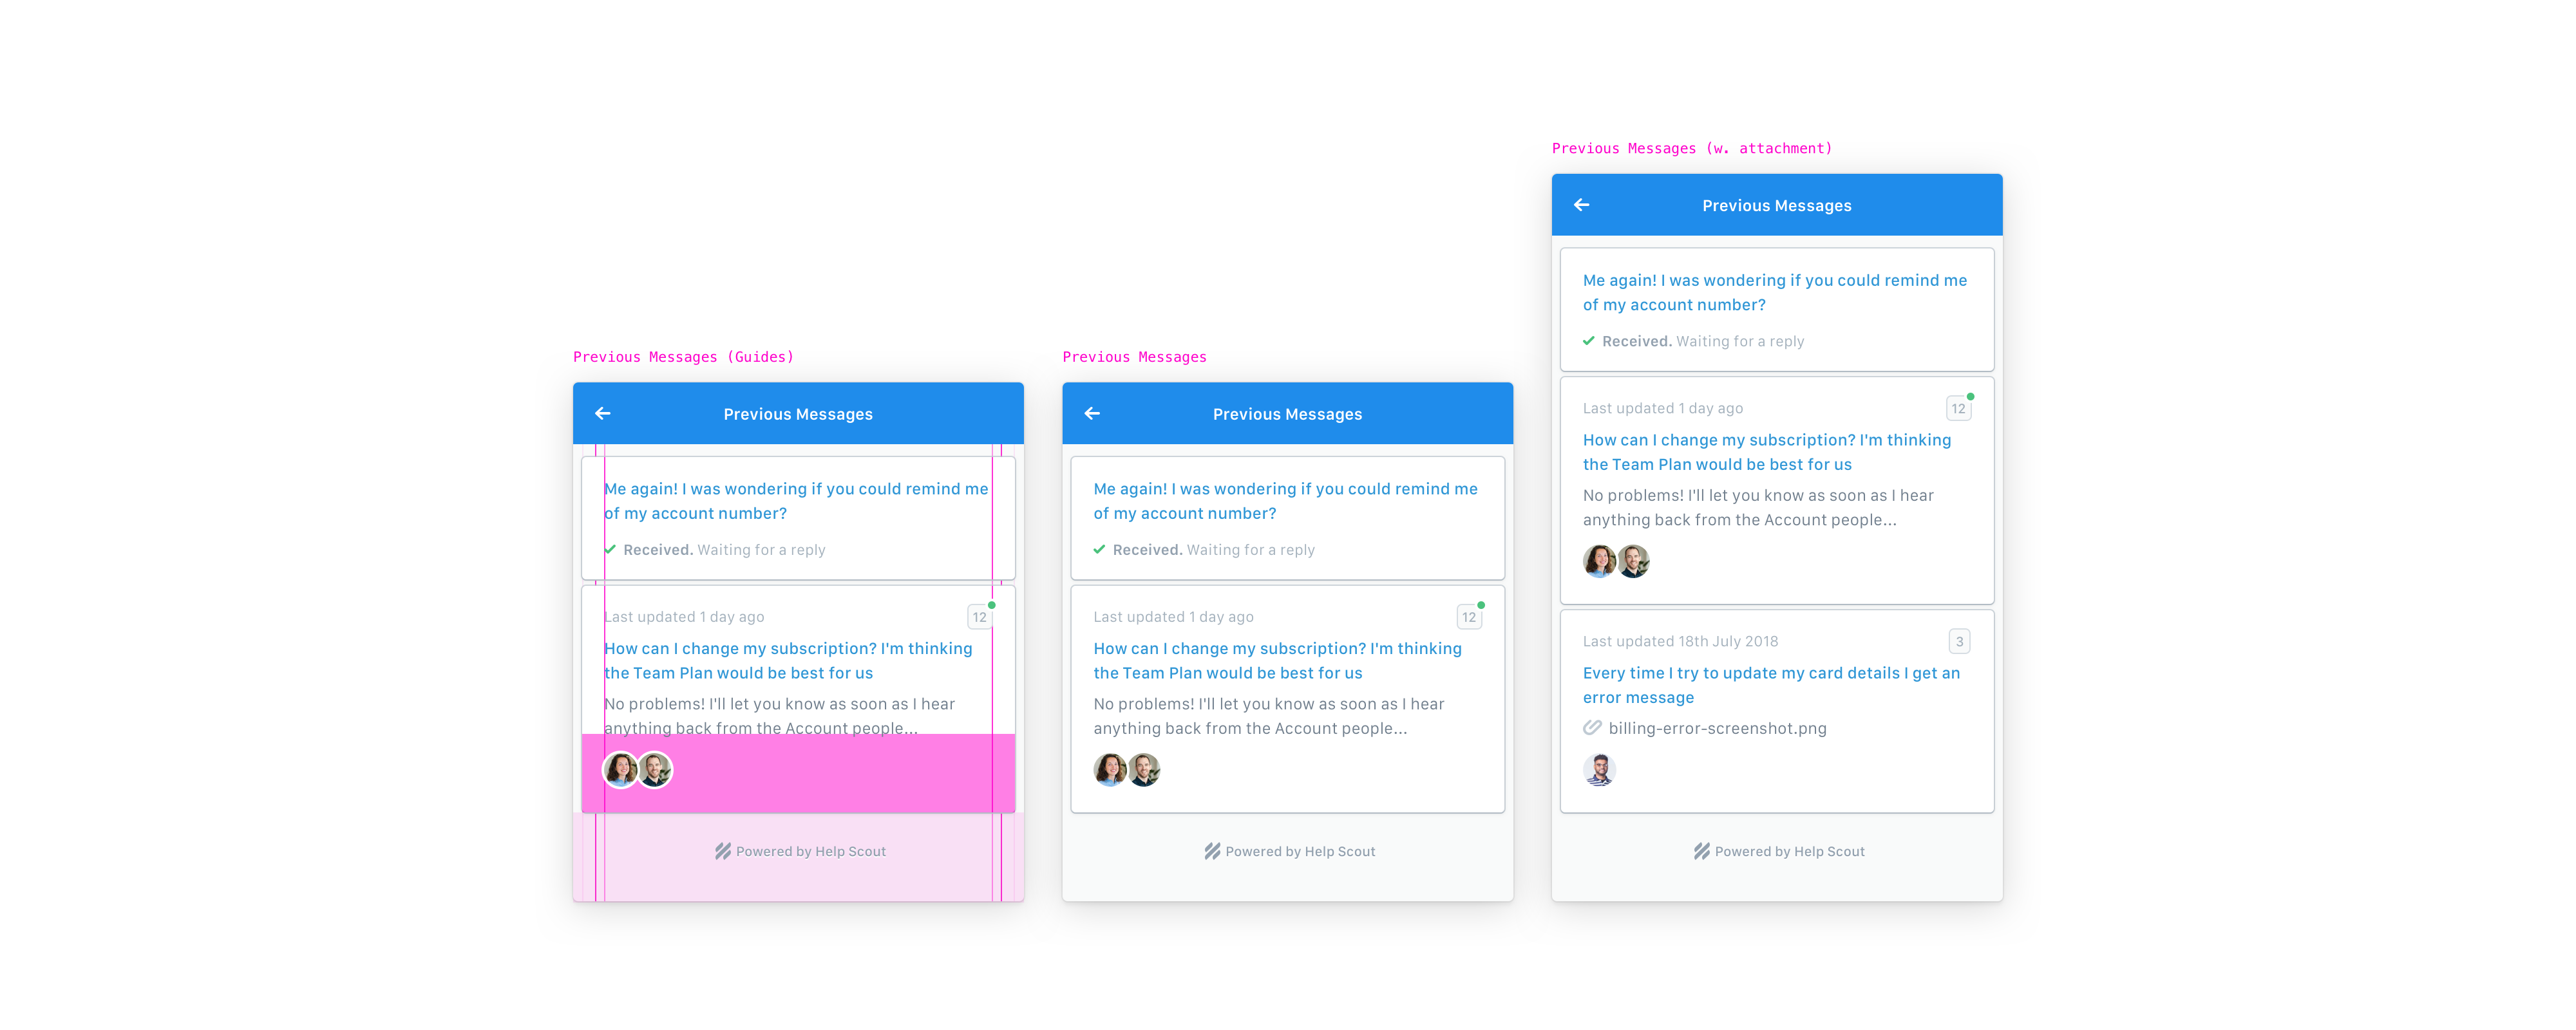 Previous Messages (Guides)
Previous Messages
Me again! I was wondering if you could remind me
of my account number?
Received. Waiting for a reply
Last updated 1 day ago
12
How can I change my subscription? I'm thinking
the Team Plan would be best for us
No problems! I'll let you know as soon as I hear
anything back from the Account people...
Powered by Help Scout
Previous Messages
Previous Messages
Me again! I was wondering if you could remind me
of my account number?
Received. Waiting for a reply
Last updated 1 day ago
12
How can I change my subscription? I'm thinking
the Team Plan would be best for us
No problems! I'll let you know as soon as I hear
anything back from the Account people...
Powered by Help Scout
Previous Messages (w. attachment)
Previous Messages
Me again! I was wondering if you could remind me
of my account number?
Received. Waiting for a reply
Last updated 1 day ago
12
How can I change my subscription? I'm thinking
the Team Plan would be best for us
No problems! I'll let you know as soon as I hear
anything back from the Account people...
Last updated 18th July 2018
3
Every time I try to update my card details I get an
error message
billing-error-screenshot.png
Powered by Help Scout